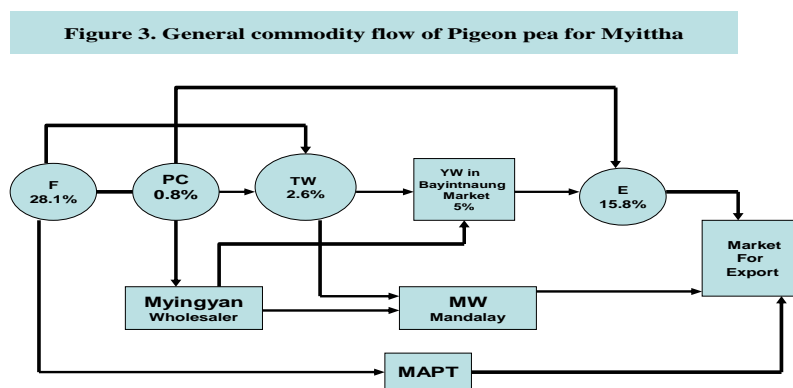 Figure 3. General commodity flow of Pigeon pea for Myittha
F
28.1%
PC
0.8%
TW
2.6%
YW in
Bayintnaung
Market
5%
E
15.8%
Market
For
Export
Myingyan
Wholesaler
MW
Mandalay
MAPT